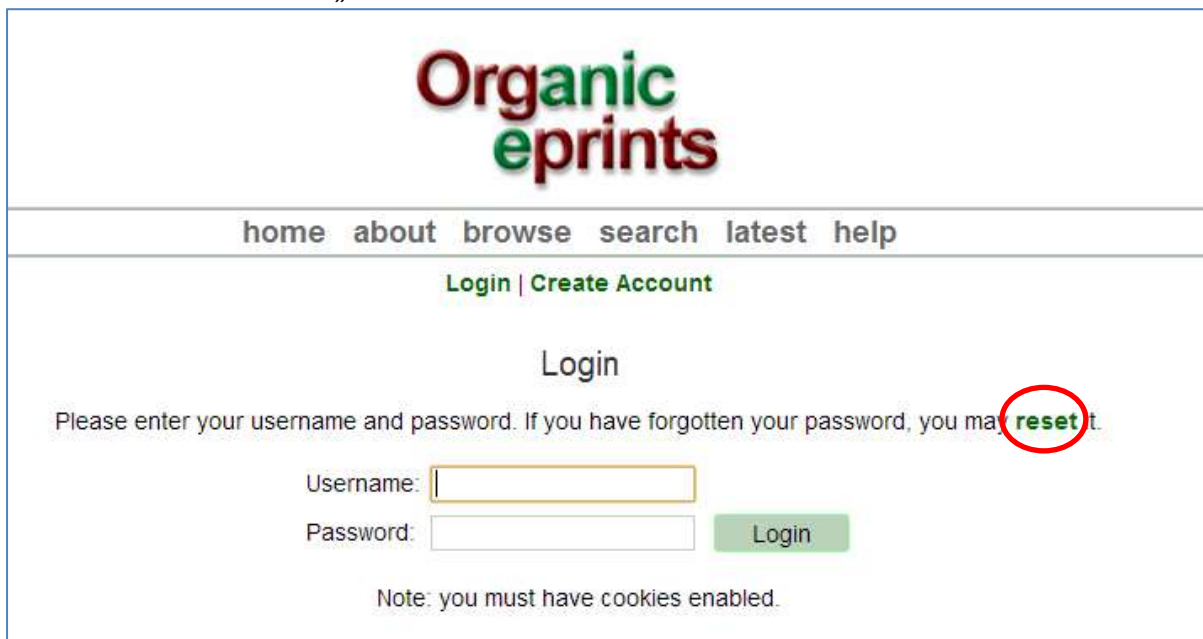 „
Organic
eprints
home about browse search latest help
Login | Create Account
Login
Please enter your username and password. If you have forgotten your password, you may reset it.
Username:
Password:
Login
Note: you must have cookies enabled.